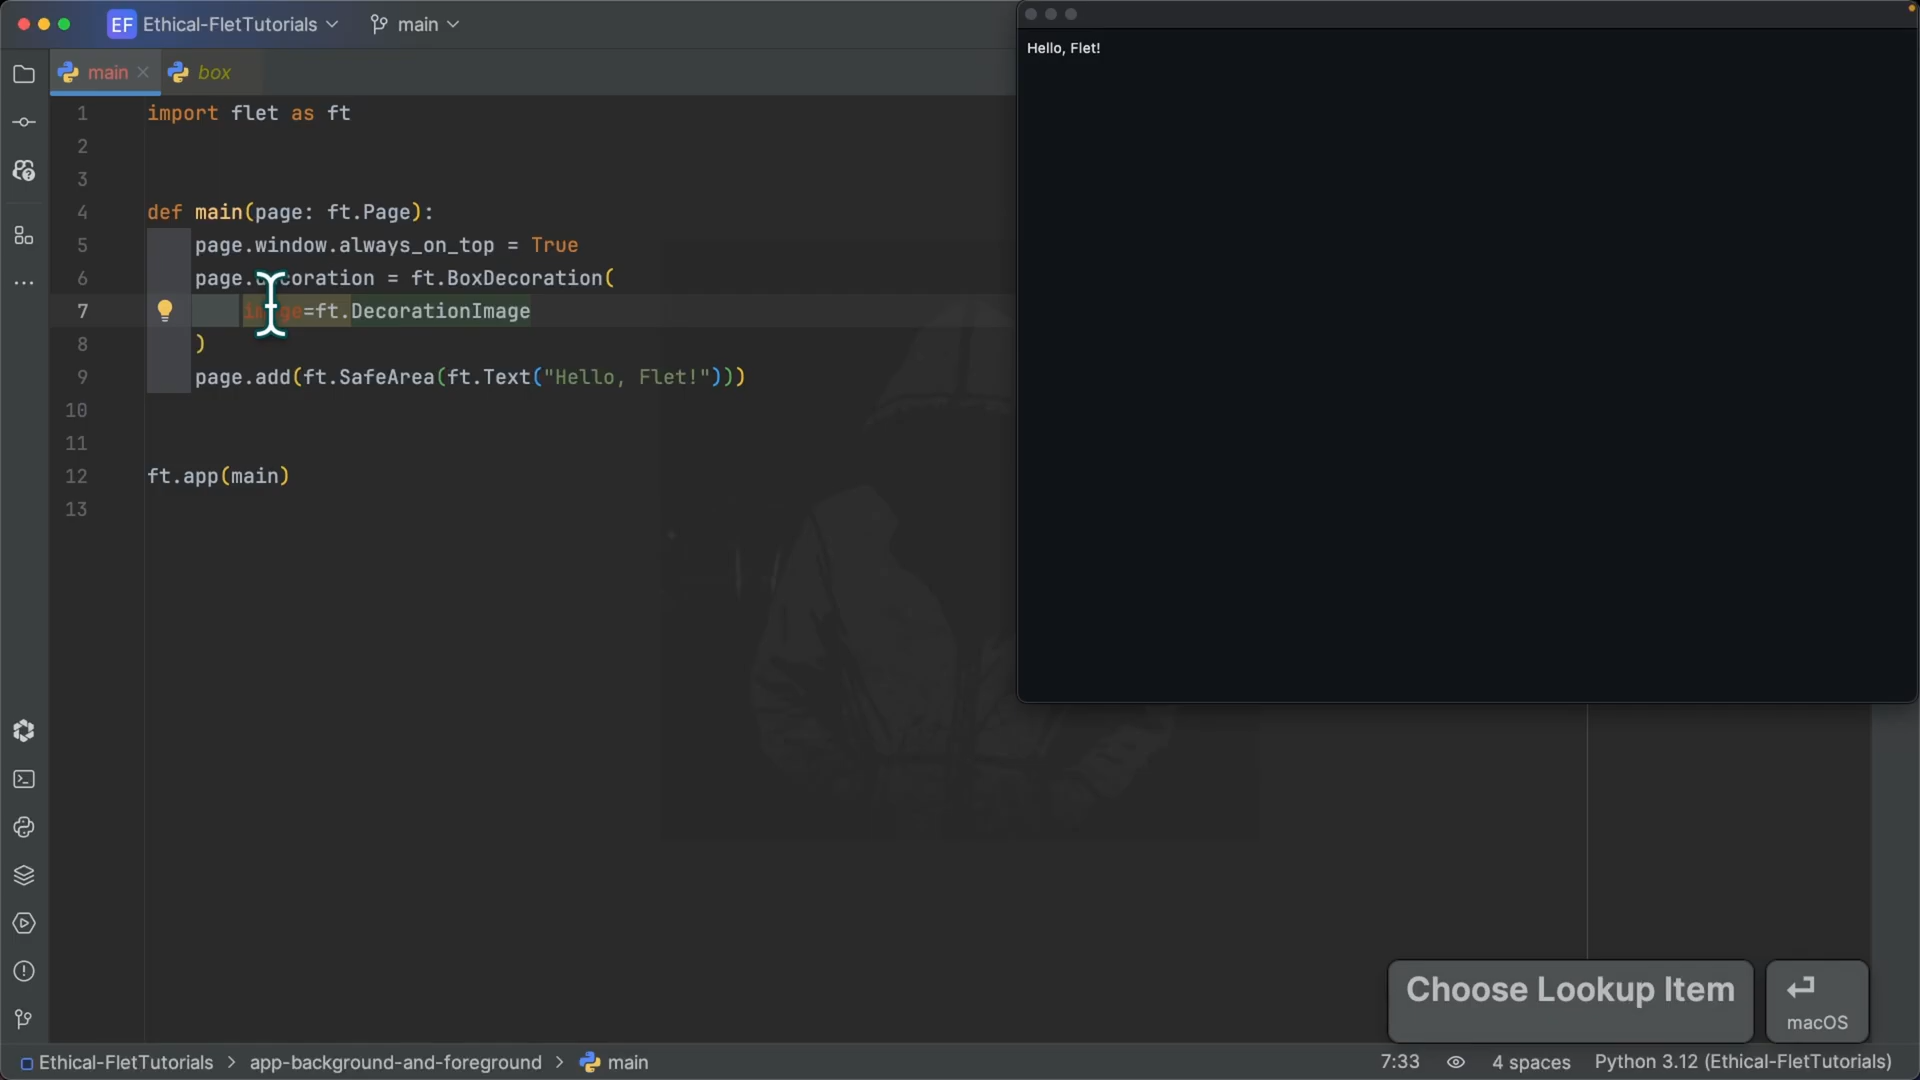 EF Ethical-FletTutorials main
main box
Hello, Flet!
1 import flet as ft
2
3
4 def main(page: ft.Page):
5 page.window.always_on_top = True
6 page.decoration = ft.BoxDecoration(
7 image=ft.DecorationImage
8 )
9 page.add(ft.SafeArea(ft.Text("Hello, Flet!")))
10
11
12 ft.app(main)
13
Choose Lookup Item
macOS
Ethical-FletTutorials > app-background-and-foreground > main 7:33 4 spaces Python 3.12 (Ethical-FletTutorials)